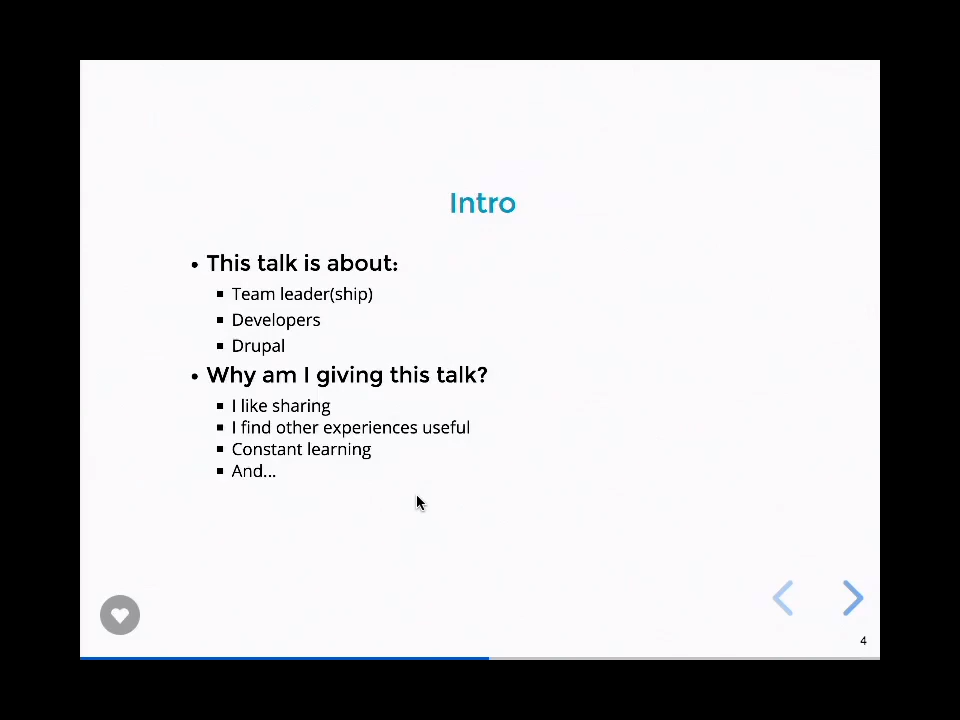 Intro
• This talk is about:
▪ Team leader(ship)
▪ Developers
▪ Drupal
• Why am I giving this talk?
▪ I like sharing
▪ I find other experiences useful
▪ Constant learning
▪ And...
4